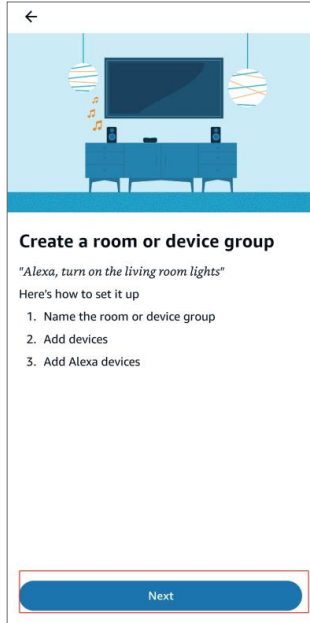 Create a room or device group
"Alexa, turn on the living room lights"
Here's how to set it up
1. Name the room or device group
2. Add devices
3. Add Alexa devices
Next